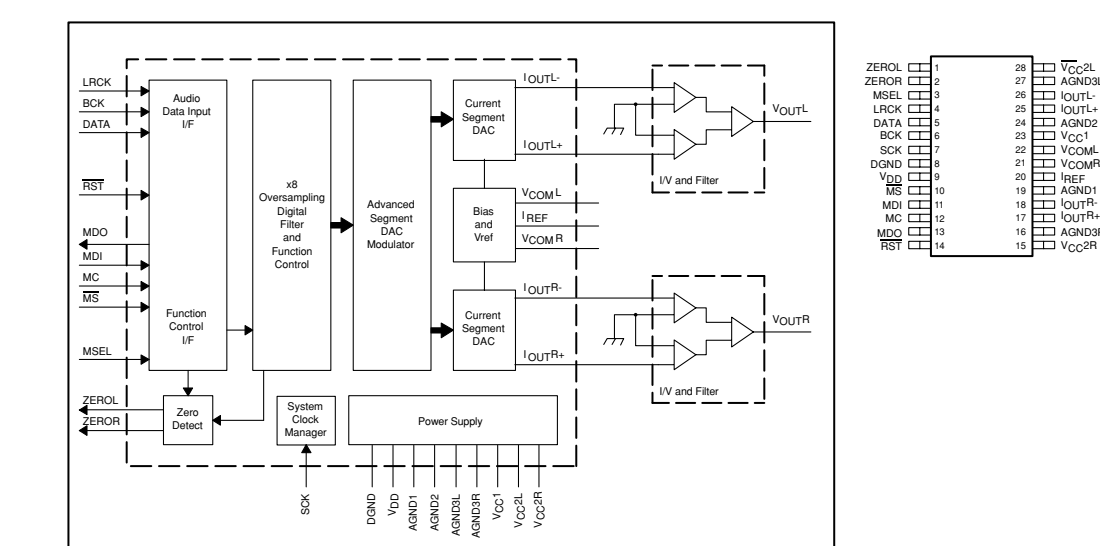 LRCK
BCK
DATA
RST
MDO
MDI
MC
MS
MSEL
ZEROL
ZEROR
Audio
Data Input
I/F
Function
Control
I/F
Zero
Detect
x8
Oversampling
Digital
Filter
and
Function
Control
System
Clock
Manager
SCK
Advanced
Segment
DAC
Modulator
Current
Segment
DAC
Bias
and
Vref
Current
Segment
DAC
Power Supply
DGND
VDD
AGND1
AGND2
AGND3L
AGND3R
VCC1
VCC2L
VCC2R
IOUTL-
IOUTL+
VCOML
IREF
VCOMR
IOUTR-
IOUTR+
VOUTL
I/V and Filter
VOUTR
I/V and Filter
ZEROL 1 28 VCC2L
ZEROR 2 27 AGND3L
MSEL 3 26 IOUTL-
LRCK 4 25 IOUTL+
DATA 5 24 AGND2
BCK 6 23 VCC1
SCK 7 22 VCOML
DGND 8 21 VCOMR
VDD 9 20 IREF
MS 10 19 AGND1
MDI 11 18 IOUTR-
MC 12 17 IOUTR+
MDO 13 16 AGND3R
RST 14 15 VCC2R